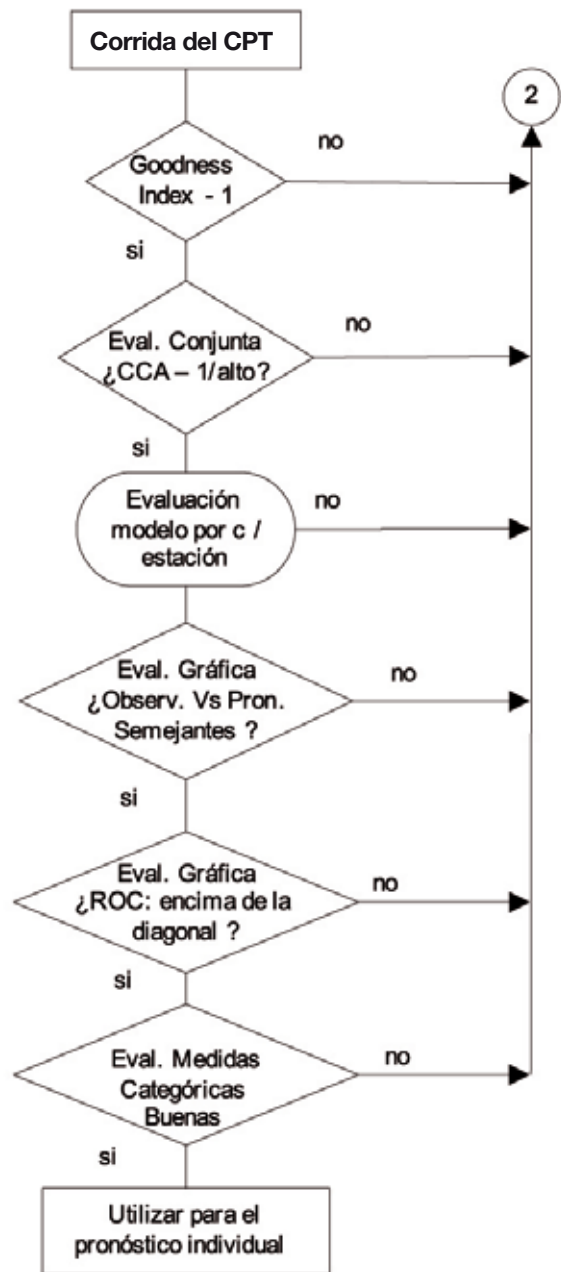 Corrida del CPT
2
no
Goodness
Index - 1
si
no
Eval. Conjunta
¿CCA – 1/alto?
si
Evaluación
modelo por c /
estación
no
no
Eval. Gráfica
¿Observ. Vs Pron.
Semejantes ?
si
Eval. Gráfica
¿ROC: encima de la
diagonal ?
no
si
no
Eval. Medidas
Categóricas
Buenas
si
Utilizar para el
pronóstico individual